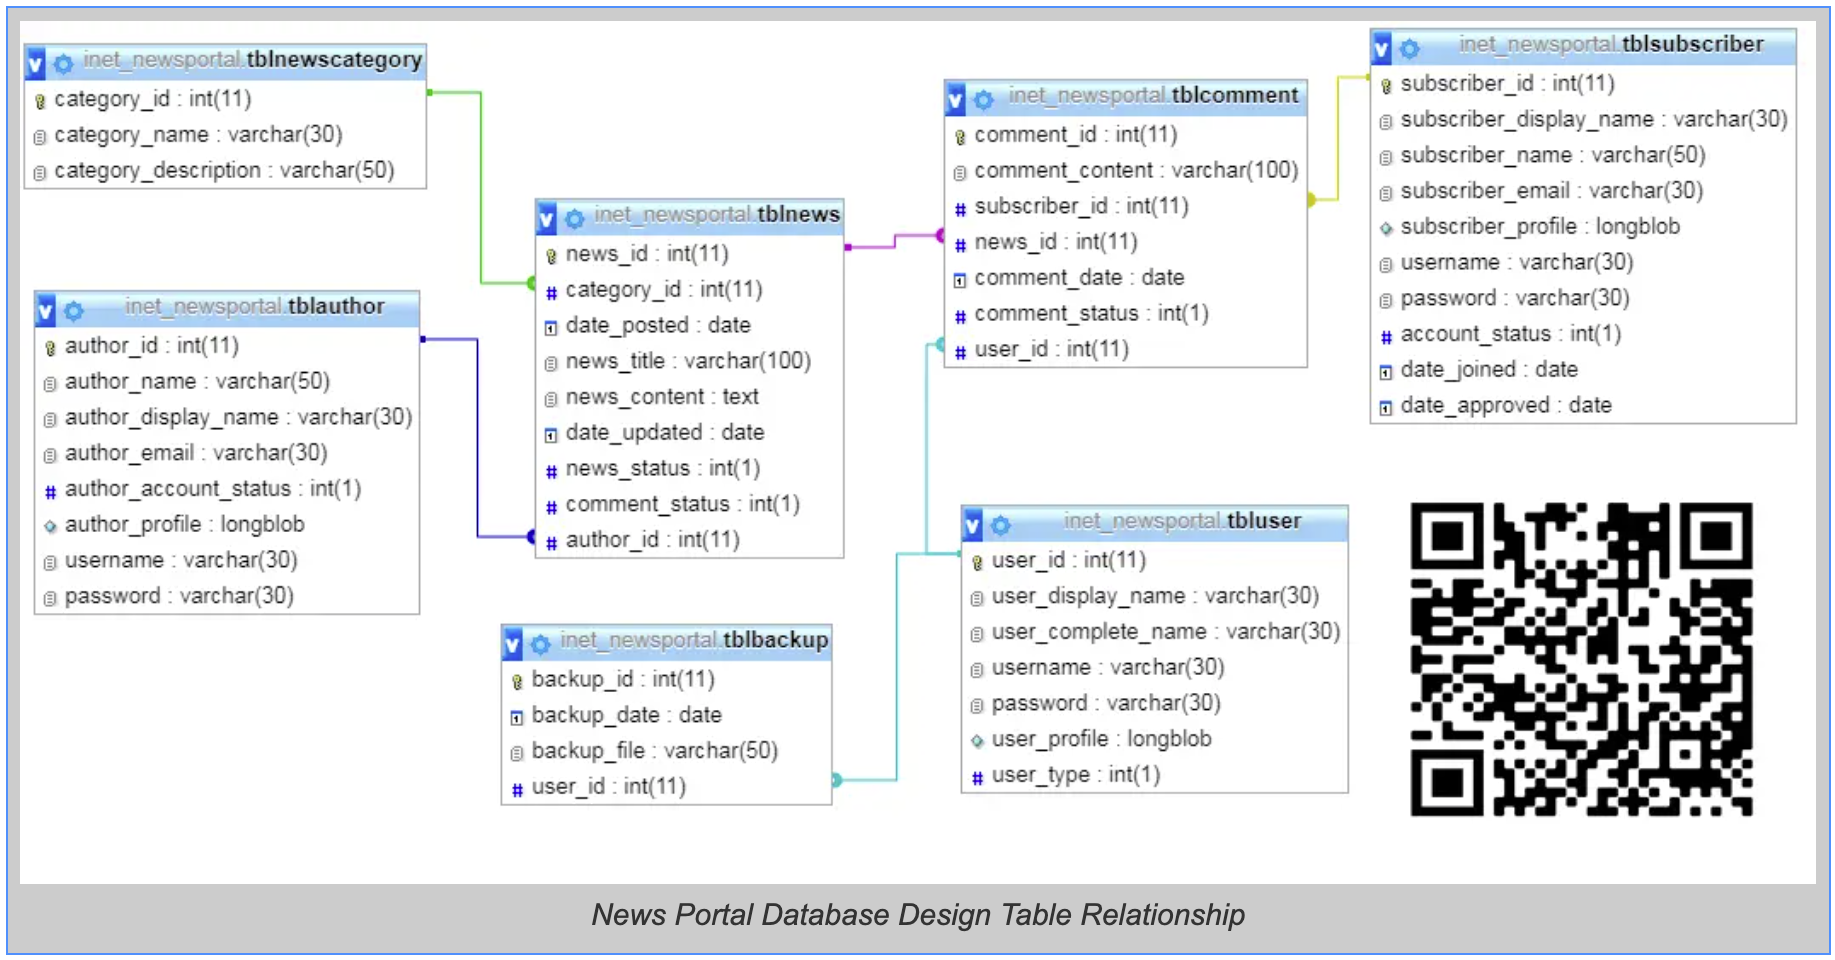 inet_newsportal.tblnewscategory
category_id : int(11)
category_name : varchar(30)
category_description : varchar(50)
inet_newsportal.tblauthor
author_id : int(11)
author_name : varchar(50)
author_display_name : varchar(30)
author_email : varchar(30)
author_account_status : int(1)
author_profile : longblob
username : varchar(30)
password : varchar(30)
inet_newsportal.tblnews
news_id : int(11)
category_id : int(11)
date_posted : date
news_title : varchar(100)
news_content : text
date_updated : date
news_status : int(1)
comment_status : int(1)
author_id : int(11)
inet_newsportal.tblbackup
backup_id : int(11)
backup_date : date
backup_file : varchar(50)
user_id : int(11)
inet_newsportal.tblcomment
comment_id : int(11)
comment_content : varchar(100)
subscriber_id : int(11)
news_id : int(11)
comment_date : date
comment_status : int(1)
user_id : int(11)
inet_newsportal.tbluser
user_id : int(11)
user_display_name : varchar(30)
user_complete_name : varchar(30)
username : varchar(30)
password : varchar(30)
user_profile : longblob
user_type : int(1)
inet_newsportal.tblsubscriber
subscriber_id : int(11)
subscriber_display_name : varchar(30)
subscriber_name : varchar(50)
subscriber_email : varchar(30)
subscriber_profile : longblob
username : varchar(30)
password : varchar(30)
account_status : int(1)
date_joined : date
date_approved : date
News Portal Database Design Table Relationship